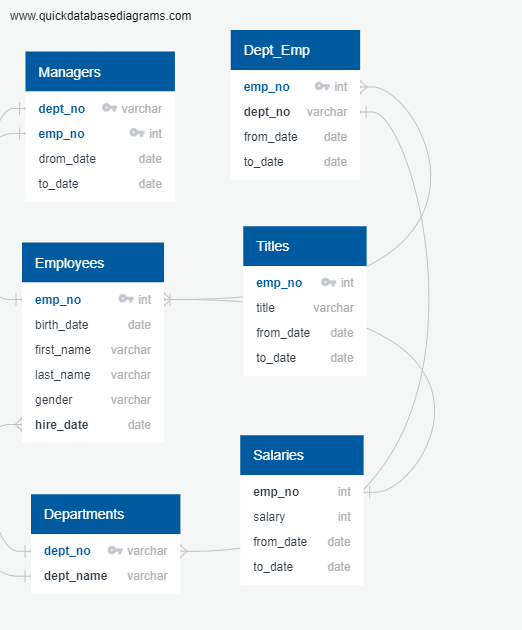 www.quickdatabasediagrams.com
Managers
dept_no varchar
emp_no int
drom_date date
to_date date
Dept_Emp
emp_no int
dept_no varchar
from_date date
to_date date
Employees
emp_no int
birth_date date
first_name varchar
last_name varchar
gender varchar
hire_date date
Titles
emp_no int
title varchar
from_date date
to_date date
Salaries
emp_no int
salary int
from_date date
to_date date
Departments
dept_no varchar
dept_name varchar